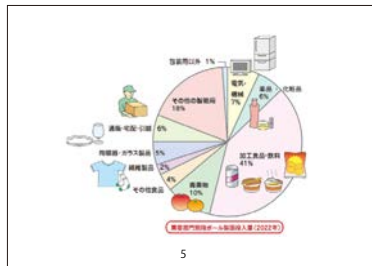 包装用以外 1%
電気・
機械
7%
薬品
6%
化粧品
加工食品・飲料
41%
青果物
10%
その他食品
4%
繊維製品
2%
陶磁器・ガラス製品
5%
通販・宅配・引越
6%
その他の製箱用
18%
需要部門別段ボール製品投入量(2022年)
5